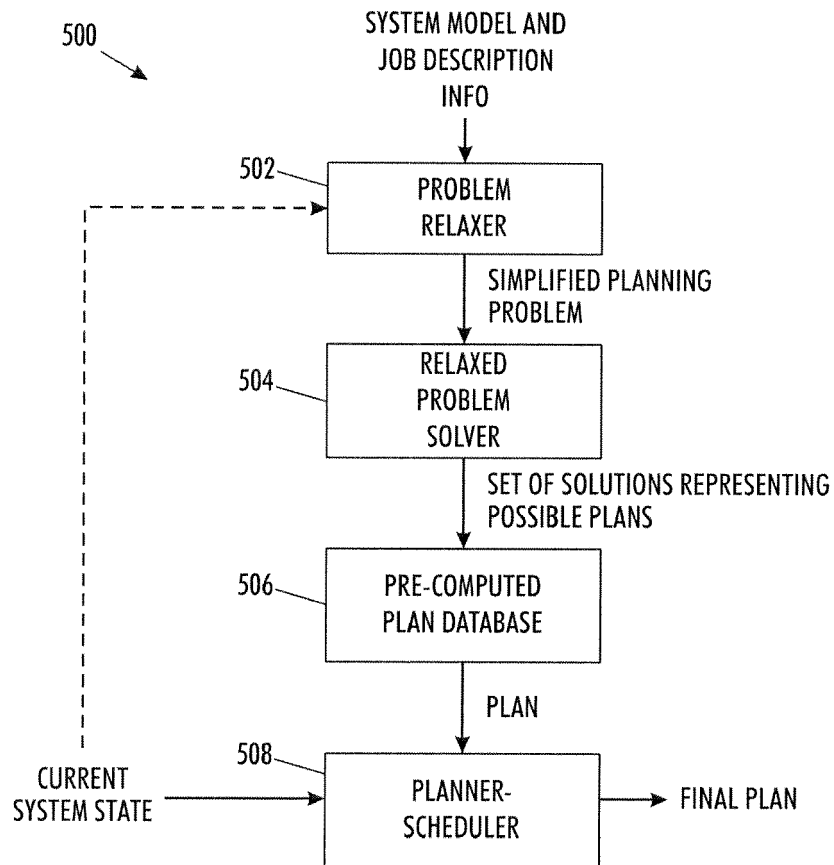 500
SYSTEM MODEL AND
JOB DESCRIPTION
INFO
502
PROBLEM
RELAXER
SIMPLIFIED PLANNING
PROBLEM
504
RELAXED
PROBLEM
SOLVER
SET OF SOLUTIONS REPRESENTING
POSSIBLE PLANS
506
PRE-COMPUTED
PLAN DATABASE
PLAN
508
CURRENT
SYSTEM STATE
PLANNER-
SCHEDULER
FINAL PLAN